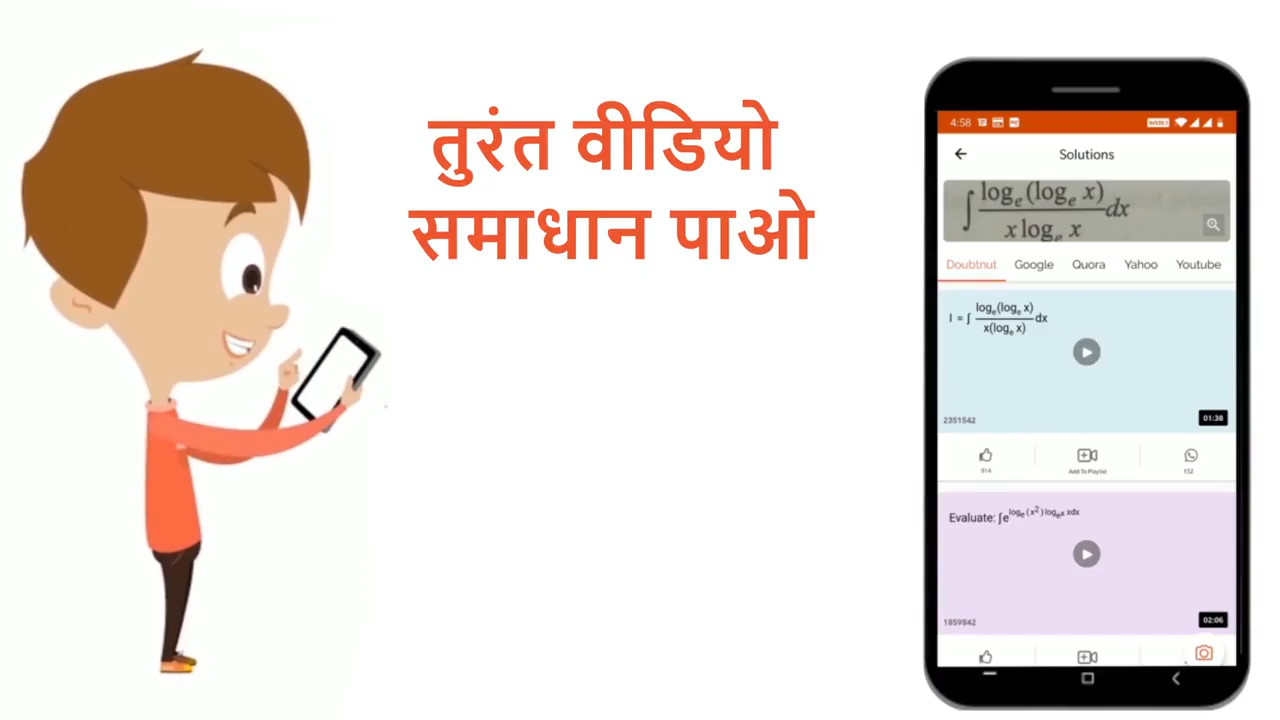 तुरंत वीडियो
समाधान पाओ
4:58
Solutions
∫ logₑ(logₑ x) / x logₑ x dx
Doubtnut Google Quora Yahoo Youtube
I = ∫ logₑ(logₑ x) / x(logₑ x) dx
2351542
01:38
914
Add To Playlist
152
Evaluate: ∫e^logₑ(x²)logₑx xdx
1859842
02:06